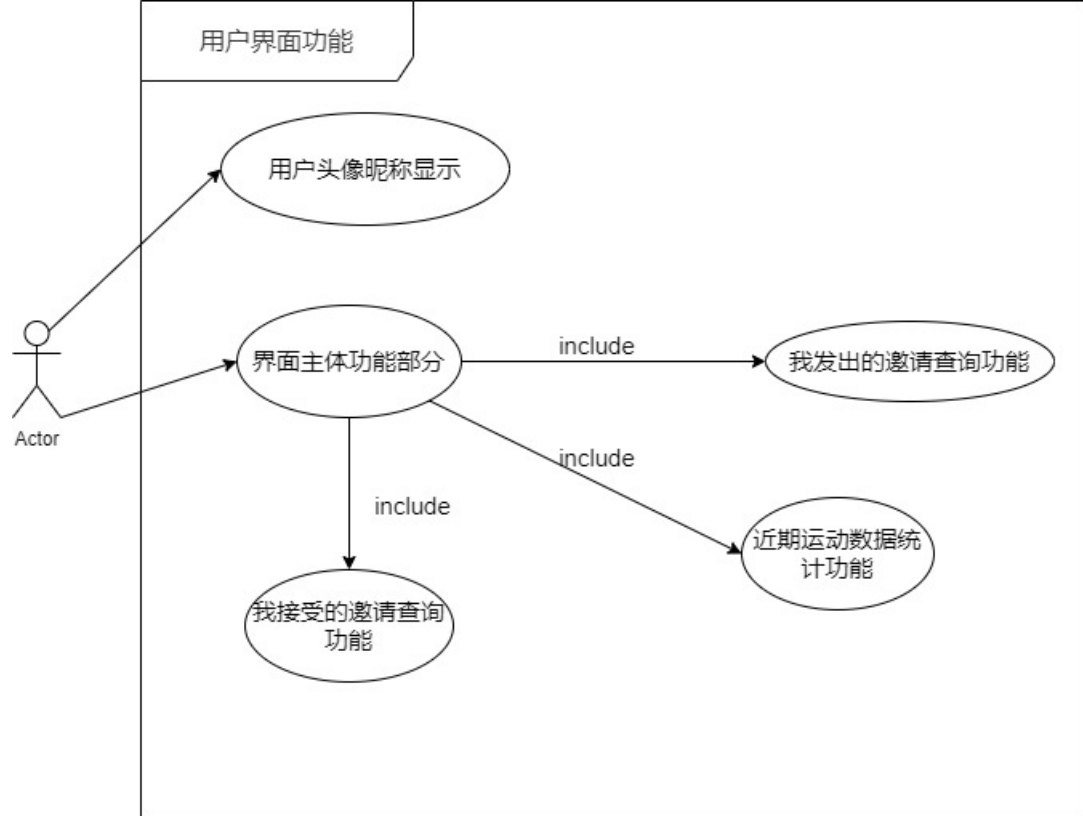 用户界面功能
用户头像昵称显示
界面主体功能部分
include
我发出的邀请查询功能
Actor
include
include
近期运动数据统
计功能
我接受的邀请查询
功能